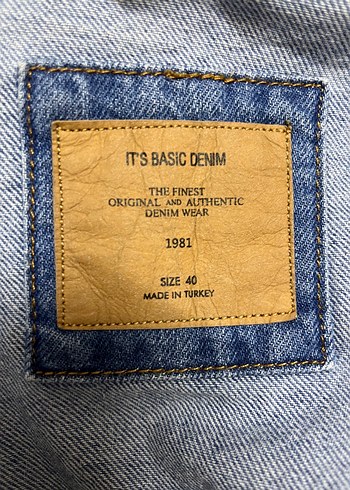 IT'S BASIC DENIM
THE FINEST
ORIGINAL AND AUTHENTIC
DENIM WEAR
1981
SIZE 40
MADE IN TURKEY